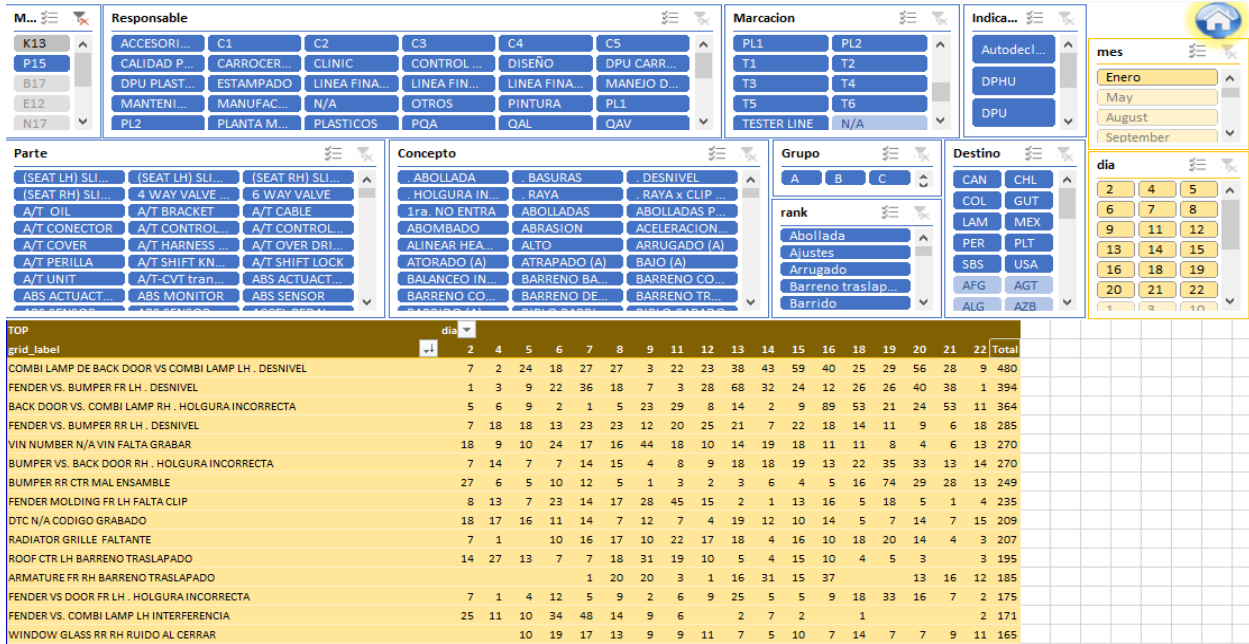 M...
K13
P15
B17
E12
N17
Responsable
ACCESORI... C1 C2 C3 C4 C5
CALIDAD P... CARROCER... CLINIC CONTROL ... DISEÑO DPU CARR...
DPU PLAST... ESTAMPADO LINEA FINA... LINEA FIN... LINEA FINA... MANEJO D...
MANTENI... MANUFAC... N/A OTROS PINTURA PL1
PL2 PLANTA M... PLASTICOS PQA QAL QAV
Marcacion
PL1 PL2
T1 T2
T3 T4
T5 T6
TESTER LINE N/A
Indica...
Autodecl...
DPHU
DPU
mes
Enero
May
August
September
Parte
(SEAT LH) SLI... (SEAT LH) SLI... (SEAT RH) SLI...
(SEAT RH) SLI... 4 WAY VALVE ... 6 WAY VALVE
A/T  OIL A/T BRACKET A/T CABLE
A/T CONECTOR A/T CONTROL... A/T CONTROL...
A/T COVER A/T HARNESS ... A/T OVER DRI...
A/T PERILLA A/T SHIFT KN... A/T SHIFT LOCK
A/T UNIT A/T-CVT tran... ABS ACTUACT...
ABS ACTUACT... ABS MONITOR ABS SENSOR
Concepto
. ABOLLADA . BASURAS . DESNIVEL
. HOLGURA IN... . RAYA . RAYA x CLIP ...
1ra. NO ENTRA ABOLLADAS ABOLLADAS P...
ABOMBADO ABRASION ACELERACION...
ALINEAR HEA... ALTO ARRUGADO (A)
ATORADO (A) ATRAPADO (A) BAJO (A)
BALANCEO IN... BARRENO BA... BARRENO CO...
BARRENO CO... BARRENO DE... BARRENO TR...
Grupo
A B C
rank
Abollada
Ajustes
Arrugado
Barreno traslap...
Barrido
Destino
CAN CHL
COL GUT
LAM MEX
PER PLT
SBS USA
AFG AGT
ALG AZB
dia
2 4 5
6 7 8
9 11 12
13 14 15
16 18 19
20 21 22
1 3 10
TOP dia
grid_label 2 4 5 6 7 8 9 11 12 13 14 15 16 18 19 20 21 22 Total
COMBI LAMP DE BACK DOOR VS COMBI LAMP LH . DESNIVEL 7 2 24 18 27 27 3 22 23 38 43 59 40 25 29 56 28 9 480
FENDER VS. BUMPER FR LH . DESNIVEL 1 3 9 22 36 18 7 3 28 68 32 24 12 26 26 40 38 1 394
BACK DOOR VS. COMBI LAMP RH . HOLGURA INCORRECTA 5 6 9 2 1 5 23 29 8 14 2 9 89 53 21 24 53 11 364
FENDER VS. BUMPER RR LH . DESNIVEL 7 18 18 13 23 23 12 20 25 21 7 22 18 14 11 9 6 18 285
VIN NUMBER N/A VIN FALTA GRABAR 18 9 10 24 17 16 44 18 10 14 19 18 11 11 8 4 6 13 270
BUMPER VS. BACK DOOR RH . HOLGURA INCORRECTA 7 14 7 7 14 15 4 8 9 18 18 19 13 22 35 33 13 14 270
BUMPER RR CTR MAL ENSAMBLE 27 6 5 10 12 5 1 3 2 3 6 4 5 16 74 29 28 13 249
FENDER MOLDING FR LH FALTA CLIP 8 13 7 23 14 17 28 45 15 2 1 13 16 5 18 5 1 4 235
DTC N/A CODIGO GRABADO 18 17 16 11 14 7 12 7 4 19 12 10 14 5 7 14 7 15 209
RADIATOR GRILLE  FALTANTE 7 1 10 16 17 10 22 17 18 4 16 10 18 20 14 4 3 207
ROOF CTR LH BARRENO TRASLAPADO 14 27 13 7 7 18 31 19 10 5 4 15 10 4 5 3 3 195
ARMATURE FR RH BARRENO TRASLAPADO 1 20 20 3 1 16 31 15 37 13 16 12 185
FENDER VS DOOR FR LH . HOLGURA INCORRECTA 7 1 4 12 5 9 2 6 9 25 5 5 9 18 33 16 7 2 175
FENDER VS. COMBI LAMP LH INTERFERENCIA 25 11 10 34 48 14 9 6 2 7 2 1 2 171
WINDOW GLASS RR RH RUIDO AL CERRAR 10 19 17 13 9 9 11 7 5 10 7 14 7 7 9 11 165